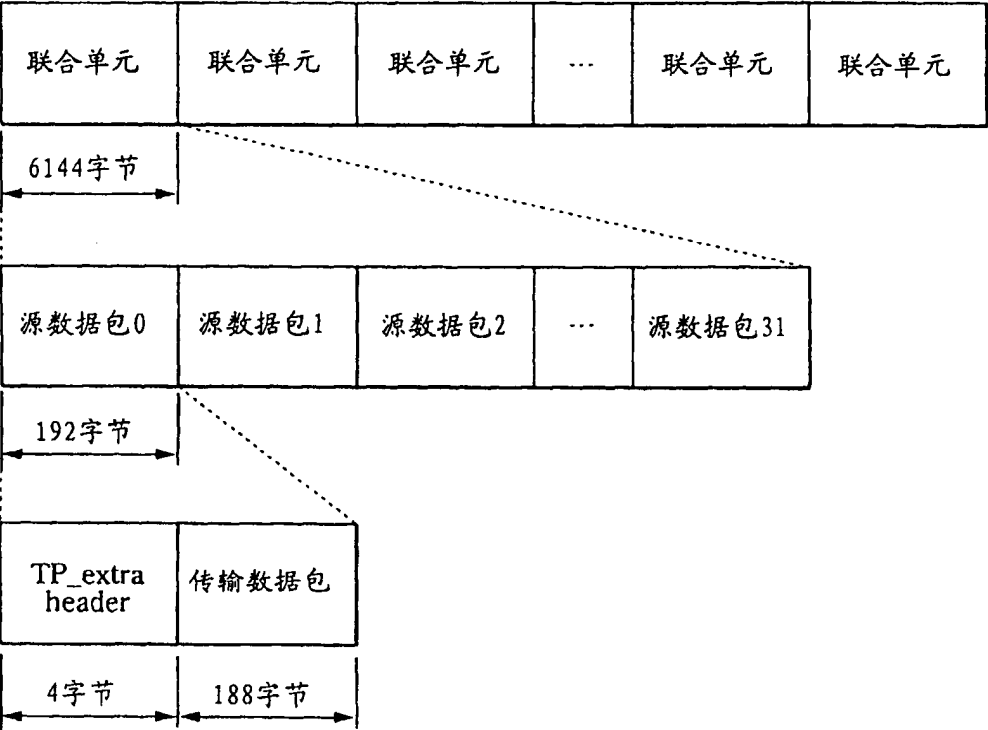 联合单元 联合单元 联合单元 ··· 联合单元 联合单元
6144字节
源数据包0 源数据包1 源数据包2 ··· 源数据包31
192字节
TP_extra
header
传输数据包
4字节 188字节